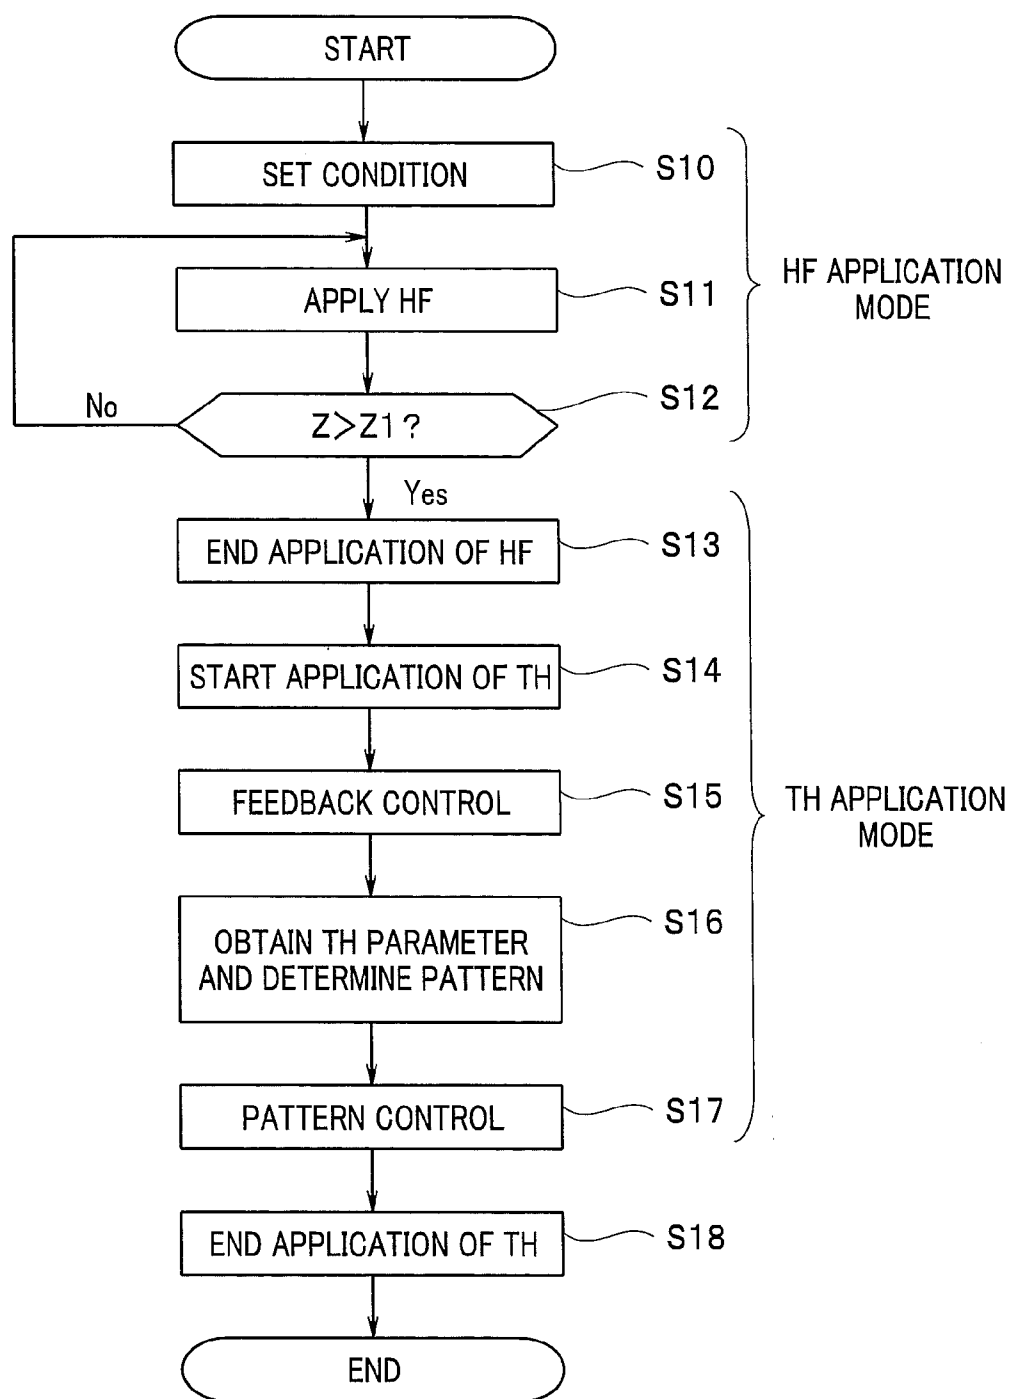 START
SET CONDITION
S10
APPLY HF
S11
HF APPLICATION
MODE
Z>Z1?
S12
No
Yes
END APPLICATION OF HF
S13
START APPLICATION OF TH
S14
FEEDBACK CONTROL
S15
TH APPLICATION
MODE
OBTAIN TH PARAMETER
AND DETERMINE PATTERN
S16
PATTERN CONTROL
S17
END APPLICATION OF TH
S18
END